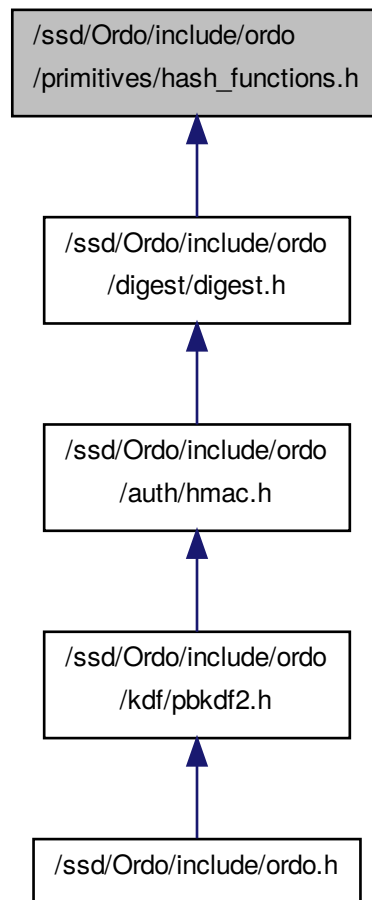 /ssd/Ordo/include/ordo
/primitives/hash_functions.h
/ssd/Ordo/include/ordo
/digest/digest.h
/ssd/Ordo/include/ordo
/auth/hmac.h
/ssd/Ordo/include/ordo
/kdf/pbkdf2.h
/ssd/Ordo/include/ordo.h